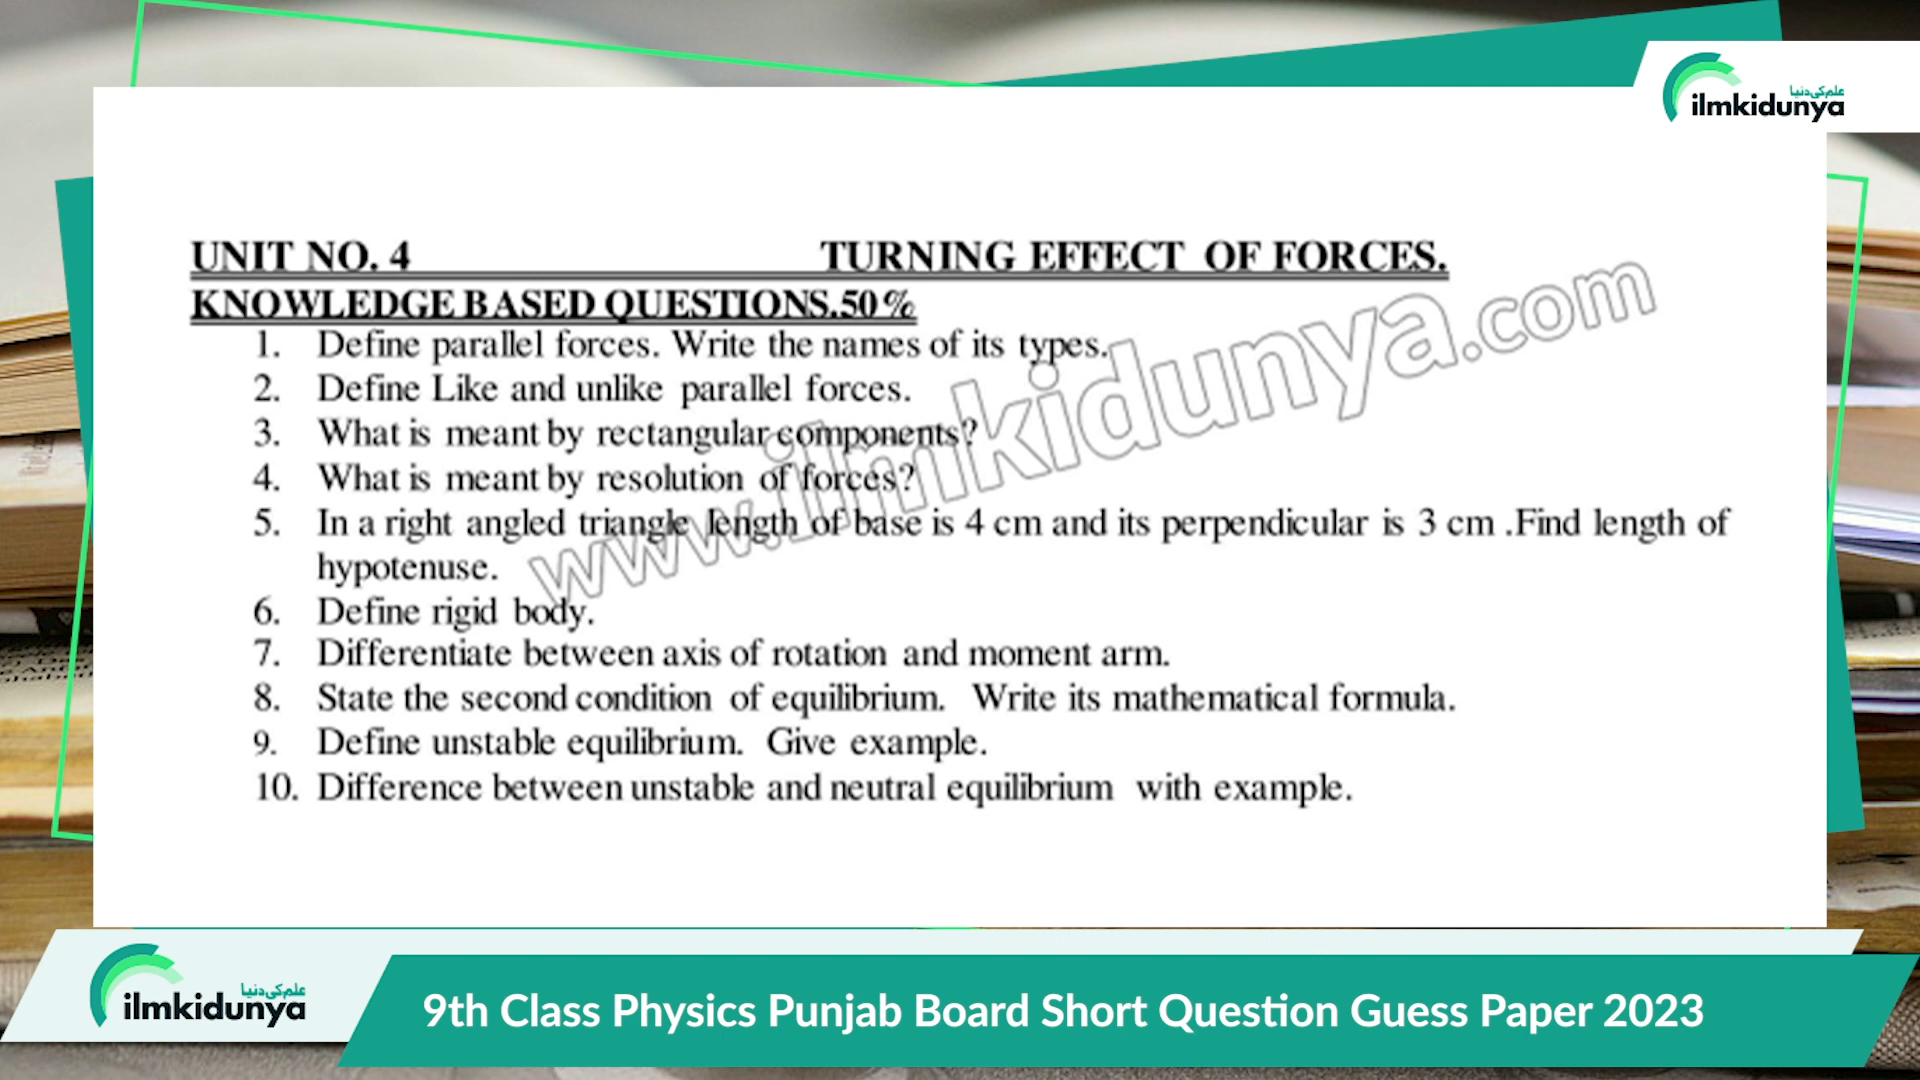 علم کی دنیا
ilmkidunya
UNIT NO. 4 TURNING EFFECT OF FORCES.
KNOWLEDGE BASED QUESTIONS.50%
1. Define parallel forces. Write the names of its types.
2. Define Like and unlike parallel forces.
3. What is meant by rectangular components?
4. What is meant by resolution of forces?
5. In a right angled triangle length of base is 4 cm and its perpendicular is 3 cm .Find length of
hypotenuse.
6. Define rigid body.
7. Differentiate between axis of rotation and moment arm.
8. State the second condition of equilibrium. Write its mathematical formula.
9. Define unstable equilibrium. Give example.
10. Difference between unstable and neutral equilibrium with example.
www.ilmkidunya.com
علم کی دنیا
ilmkidunya
9th Class Physics Punjab Board Short Question Guess Paper 2023